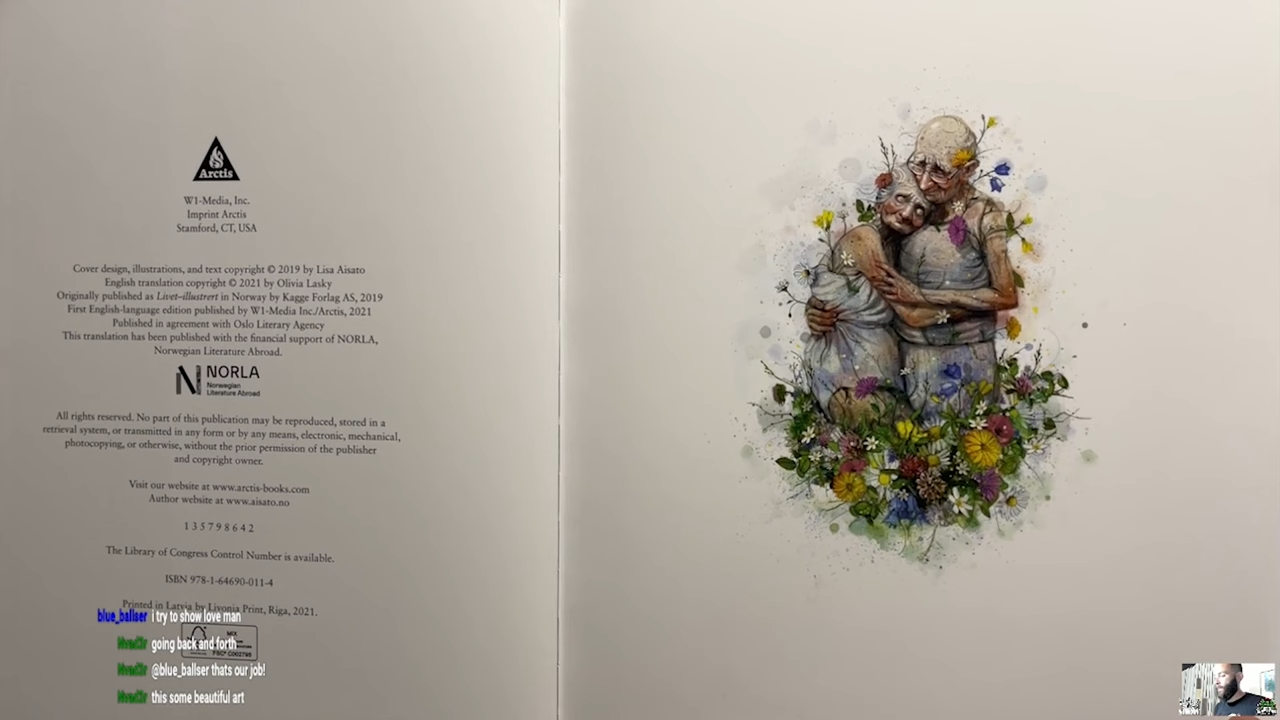 Arctis
W1-Media, Inc.
Imprint Arctis
Stamford, CT, USA
Cover design, illustrations, and text copyright © 2019 by Lisa Aisato
English translation copyright © 2021 by Olivia Lasky
Originally published as Livet–illustrert in Norway by Kagge Forlag AS, 2019
First English-language edition published by W1-Media Inc./Arctis, 2021
Published in agreement with Oslo Literary Agency
This translation has been published with the financial support of NORLA,
Norwegian Literature Abroad.
NORLA
Norwegian
Literature Abroad
All rights reserved. No part of this publication may be reproduced, stored in a
retrieval system, or transmitted in any form or by any means, electronic, mechanical,
photocopying, or otherwise, without the prior permission of the publisher
and copyright owner.
Visit our website at www.arctis-books.com
Author website at www.aisato.no
1 3 5 7 9 8 6 4 2
The Library of Congress Control Number is available.
ISBN 978-1-64690-011-4
Printed in Latvia by Livonia Print, Riga, 2021.
blue_ballser i try to show love man
MIX
going back and forth
FSC® C002795
@blue_ballser thats our job!
this some beautiful art